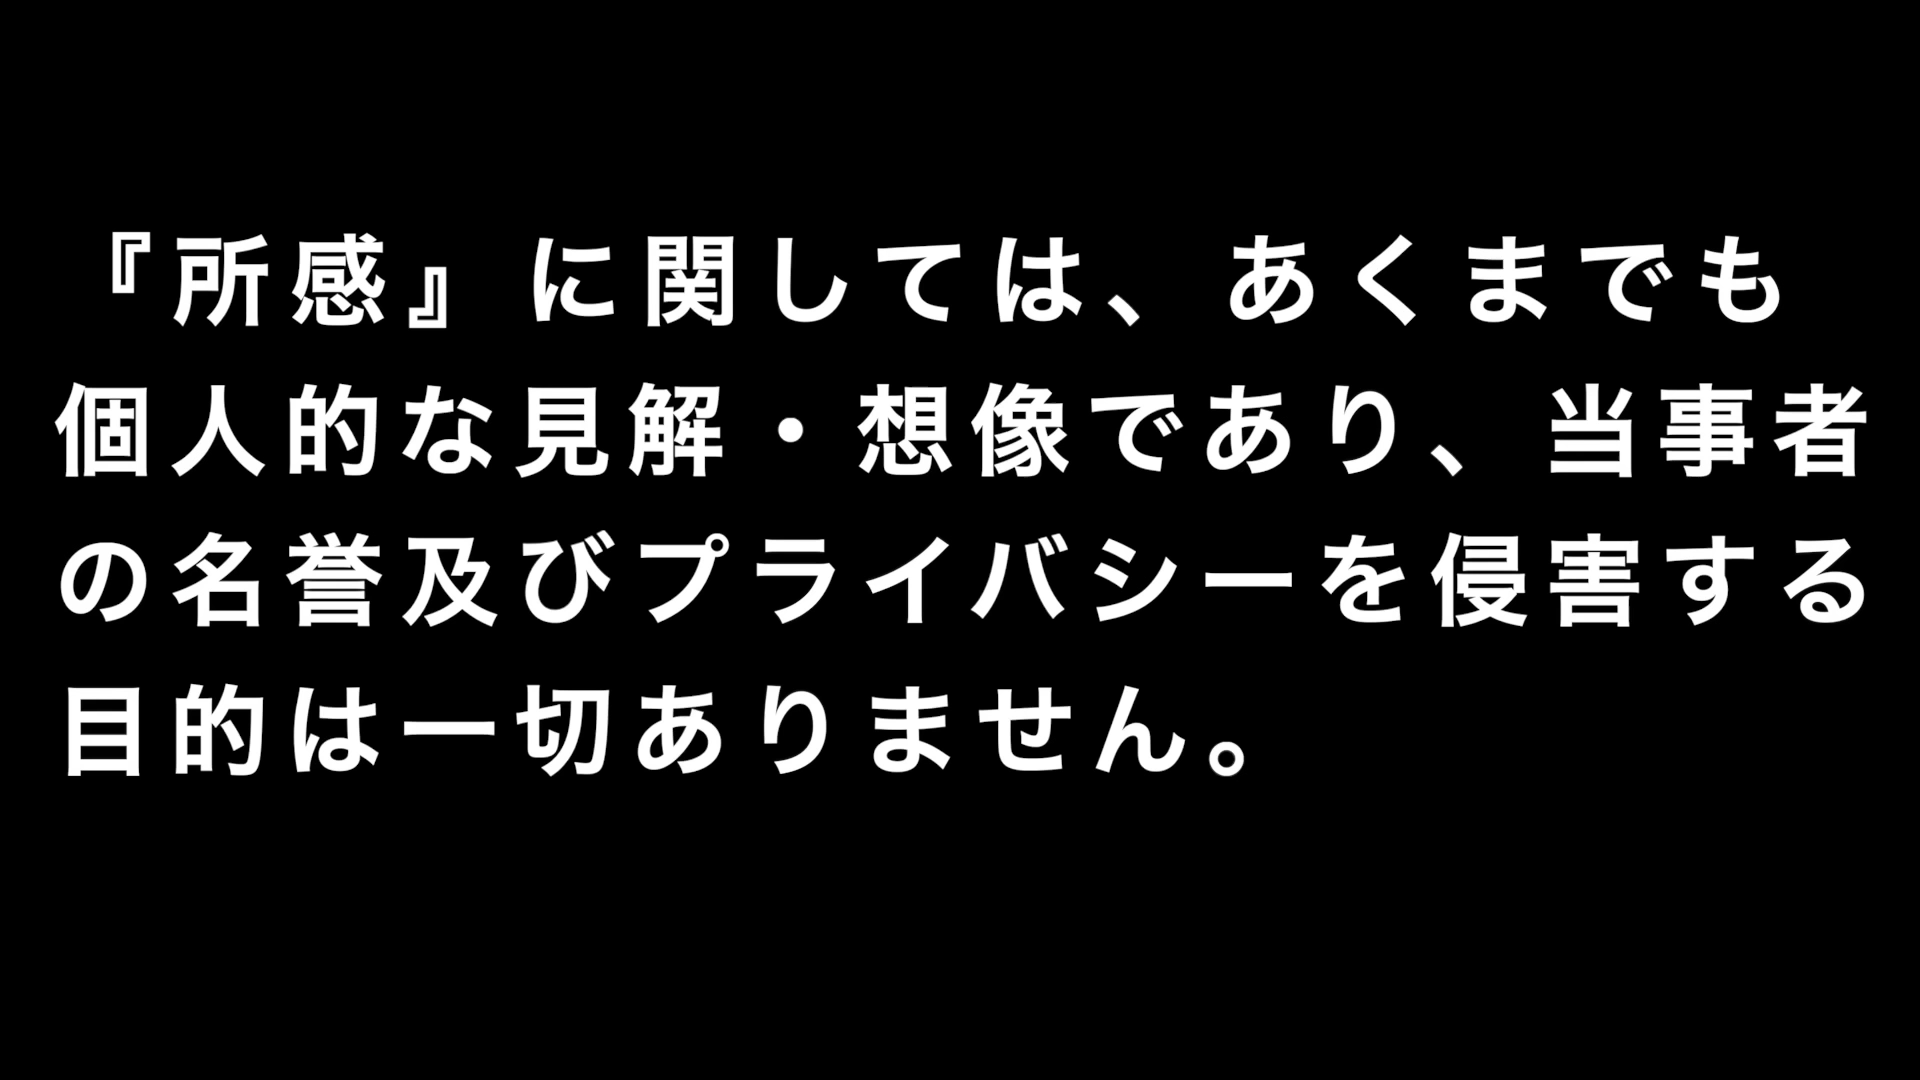 『所感』に関しては、あくまでも
個人的な見解・想像であり、当事者
の名誉及びプライバシーを侵害する
目的は一切ありません。